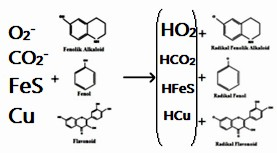 O₂⁻
CO₂⁻
FeS
Cu
+
Fenolik Alkaloid
Fenol
Flavonoid
HO₂
HCO₂
HFeS
HCu
+
Radikal Fenolik Alkaloid
+
Radikal Fenol
+
Radikal Flavonoid